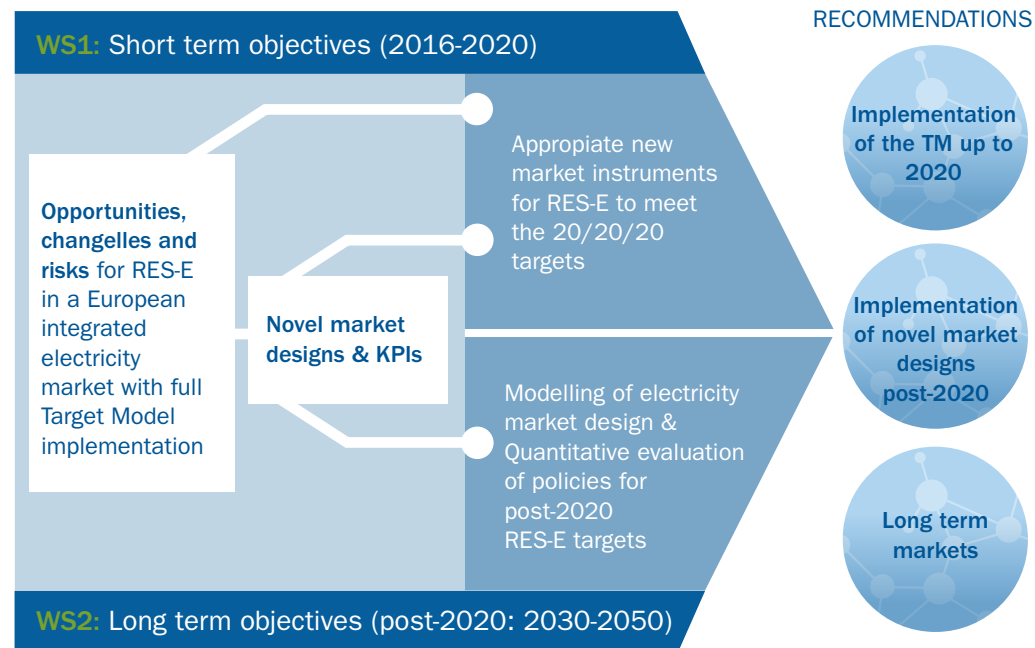 WS1: Short term objectives (2016-2020)
Opportunities,
changelles and
risks for RES-E
in a European
integrated
electricity
market with full
Target Model
implementation
Novel market
designs & KPIs
Appropiate new
market instruments
for RES-E to meet
the 20/20/20
targets
Modelling of electricity
market design &
Quantitative evaluation
of policies for
post-2020
RES-E targets
WS2: Long term objectives (post-2020: 2030-2050)
RECOMMENDATIONS
Implementation
of the TM up to
2020
Implementation
of novel market
designs
post-2020
Long term
markets